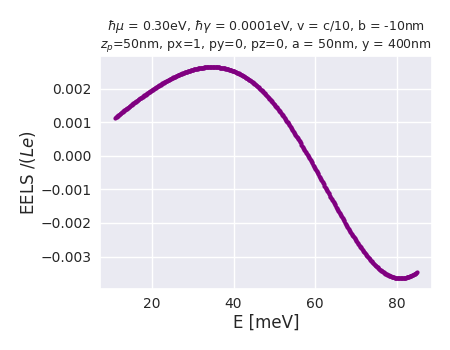 ℏμ = 0.30eV, ℏγ = 0.0001eV, v = c/10, b = -10nm
zₚ=50nm, px=1, py=0, pz=0, a = 50nm, y = 400nm
EELS /(Le)
0.002
0.001
0.000
−0.001
−0.002
−0.003
20 40 60 80
E [meV]